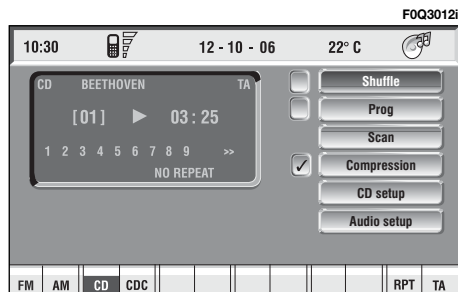 F0Q3012i
10:30 12 - 10 - 06 22° C
CD BEETHOVEN TA
[01] 03 : 25
1 2 3 4 5 6 7 8 9 >>
NO REPEAT
Shuffle
Prog
Scan
Compression
CD setup
Audio setup
FM AM CD CDC RPT TA